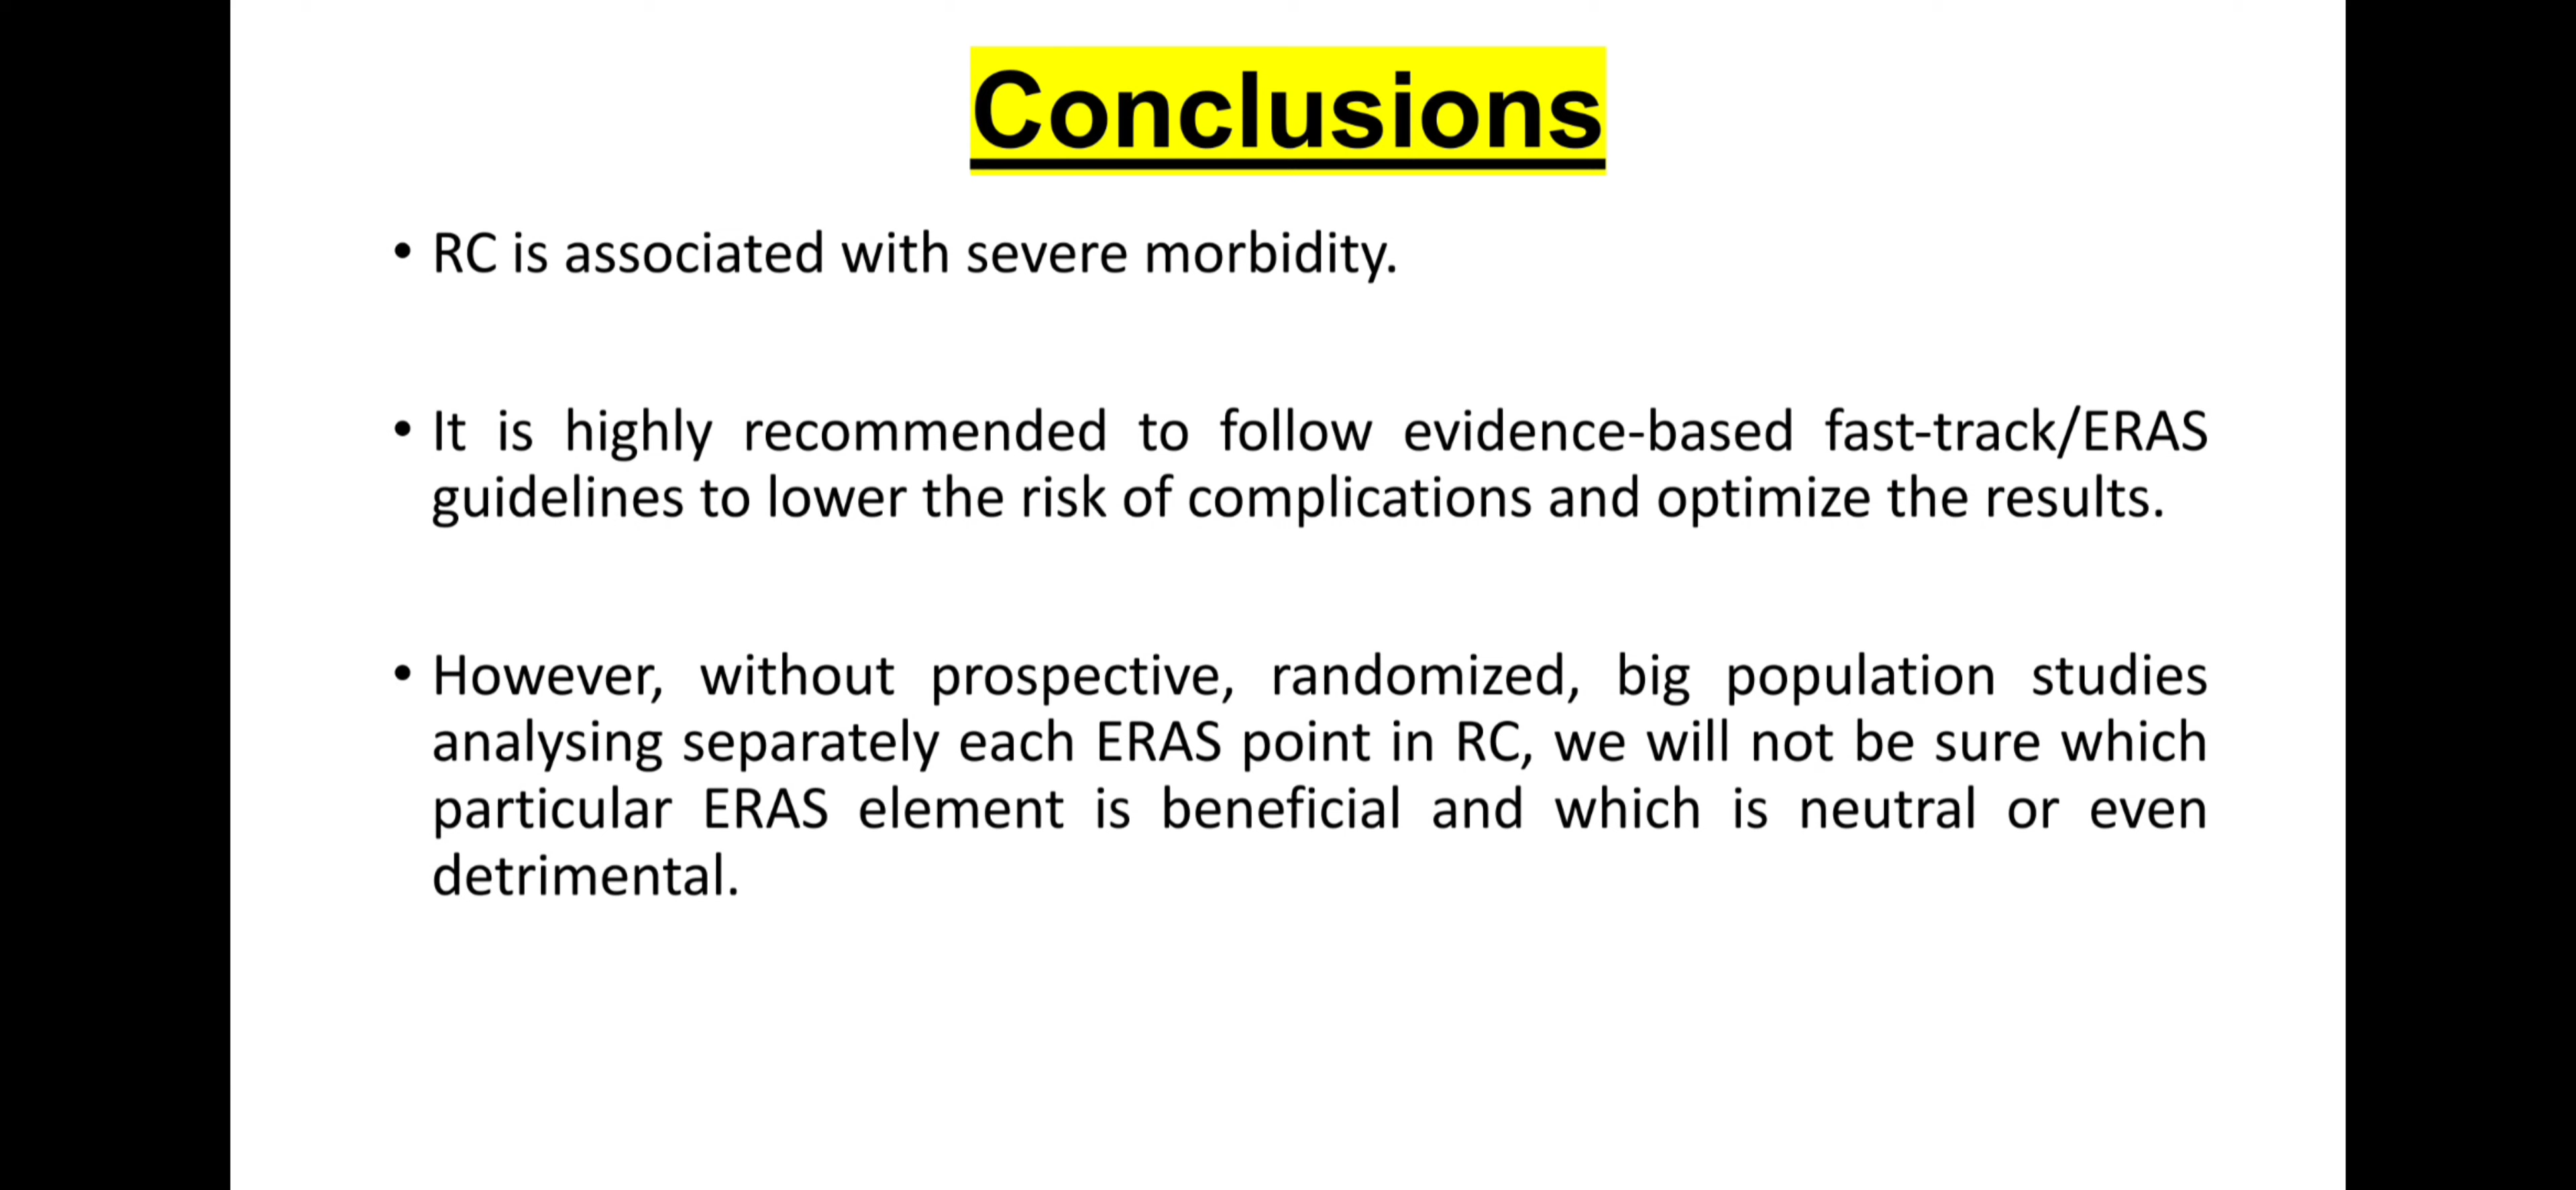 Conclusions
• RC is associated with severe morbidity.
• It is highly recommended to follow evidence-based fast-track/ERAS
guidelines to lower the risk of complications and optimize the results.
• However, without prospective, randomized, big population studies
analysing separately each ERAS point in RC, we will not be sure which
particular ERAS element is beneficial and which is neutral or even
detrimental.